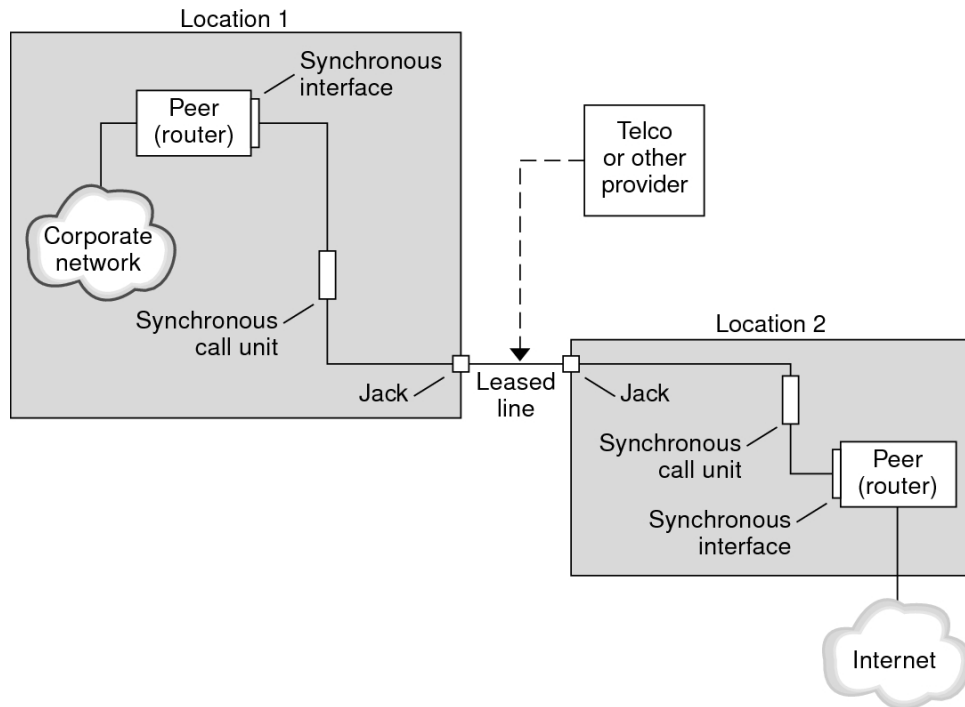 Location 1
Synchronous
interface
Peer
(router)
Telco
or other
provider
Corporate
network
Synchronous
call unit
Location 2
Jack
Leased
line
Jack
Synchronous
call unit
Peer
(router)
Synchronous
interface
Internet